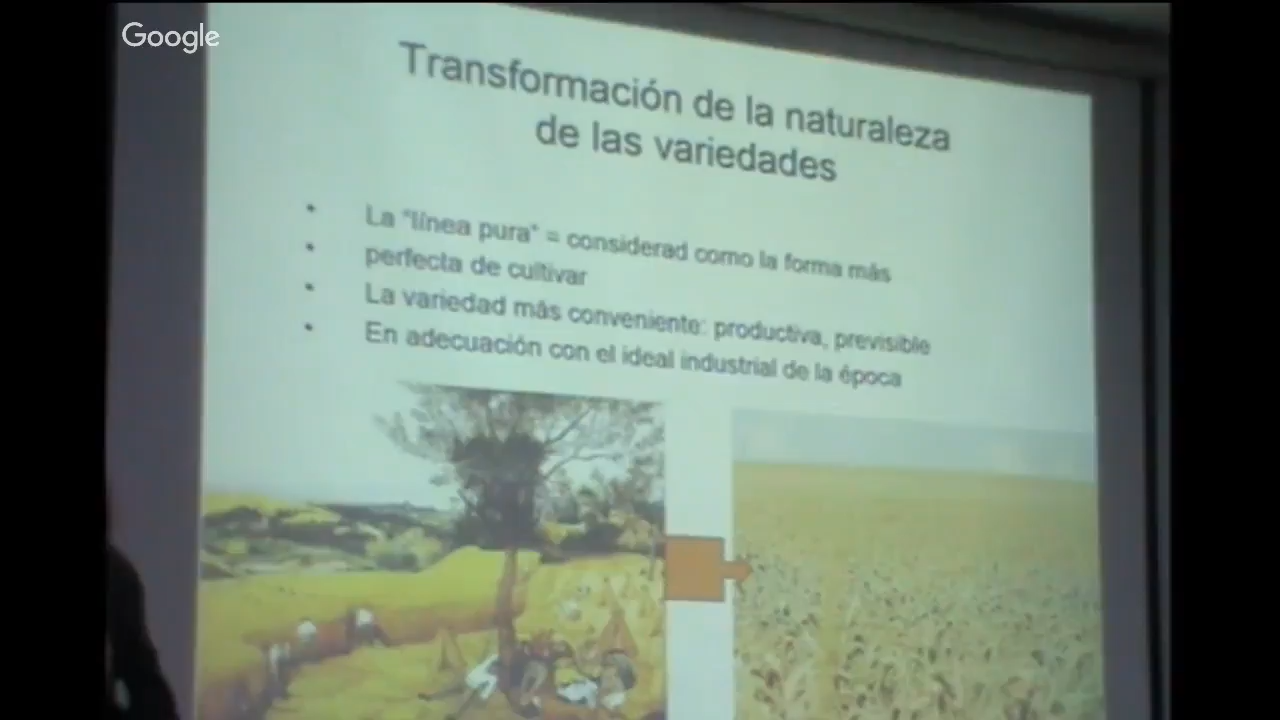 Google
Transformación de la naturaleza
de las variedades
• La "línea pura" = considerad como la forma más
• perfecta de cultivar
• La variedad más conveniente: productiva, previsible
• En adecuación con el ideal industrial de la época